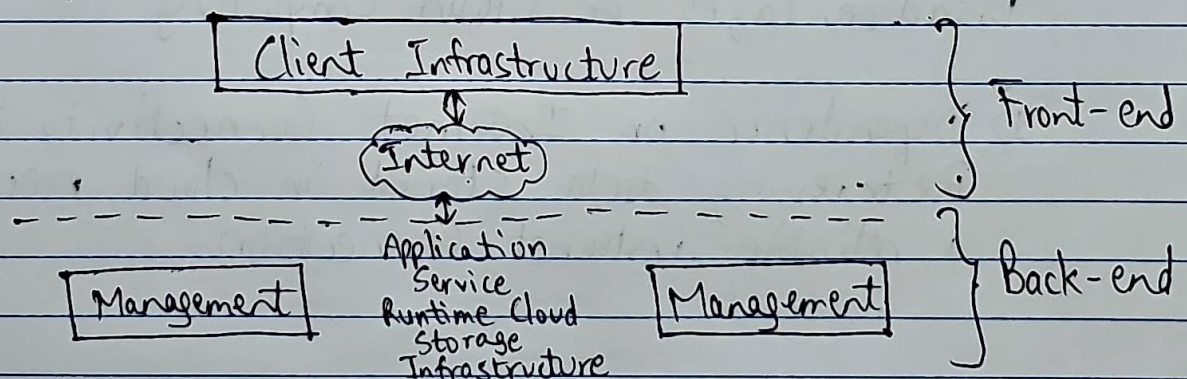 Client Infrastructure
Front-end
Internet
Application
Service
Management
Management
Back-end
Runtime Cloud
Storage
Infrastructure